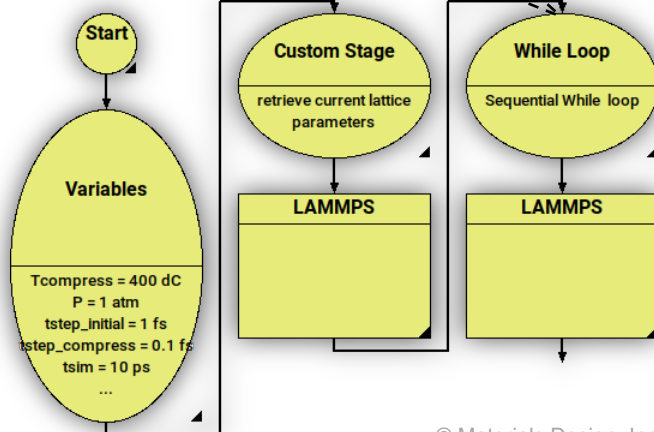 Start
Variables
Tcompress = 400 dC
P = 1 atm
tstep_initial = 1 fs
tstep_compress = 0.1 fs
tsim = 10 ps
...
Custom Stage
retrieve current lattice
parameters
LAMMPS
While Loop
Sequential While loop
LAMMPS
© Materials Design, Inc